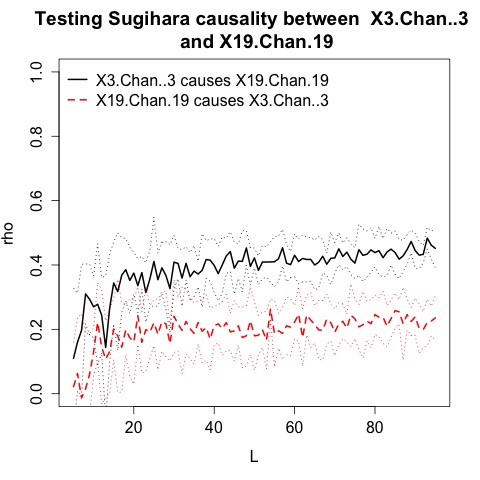 Testing Sugihara causality between  X3.Chan..3
and X19.Chan.19
X3.Chan..3 causes X19.Chan.19
X19.Chan.19 causes X3.Chan..3
1.0
0.8
0.6
0.4
0.2
0.0
rho
20 40 60 80
L